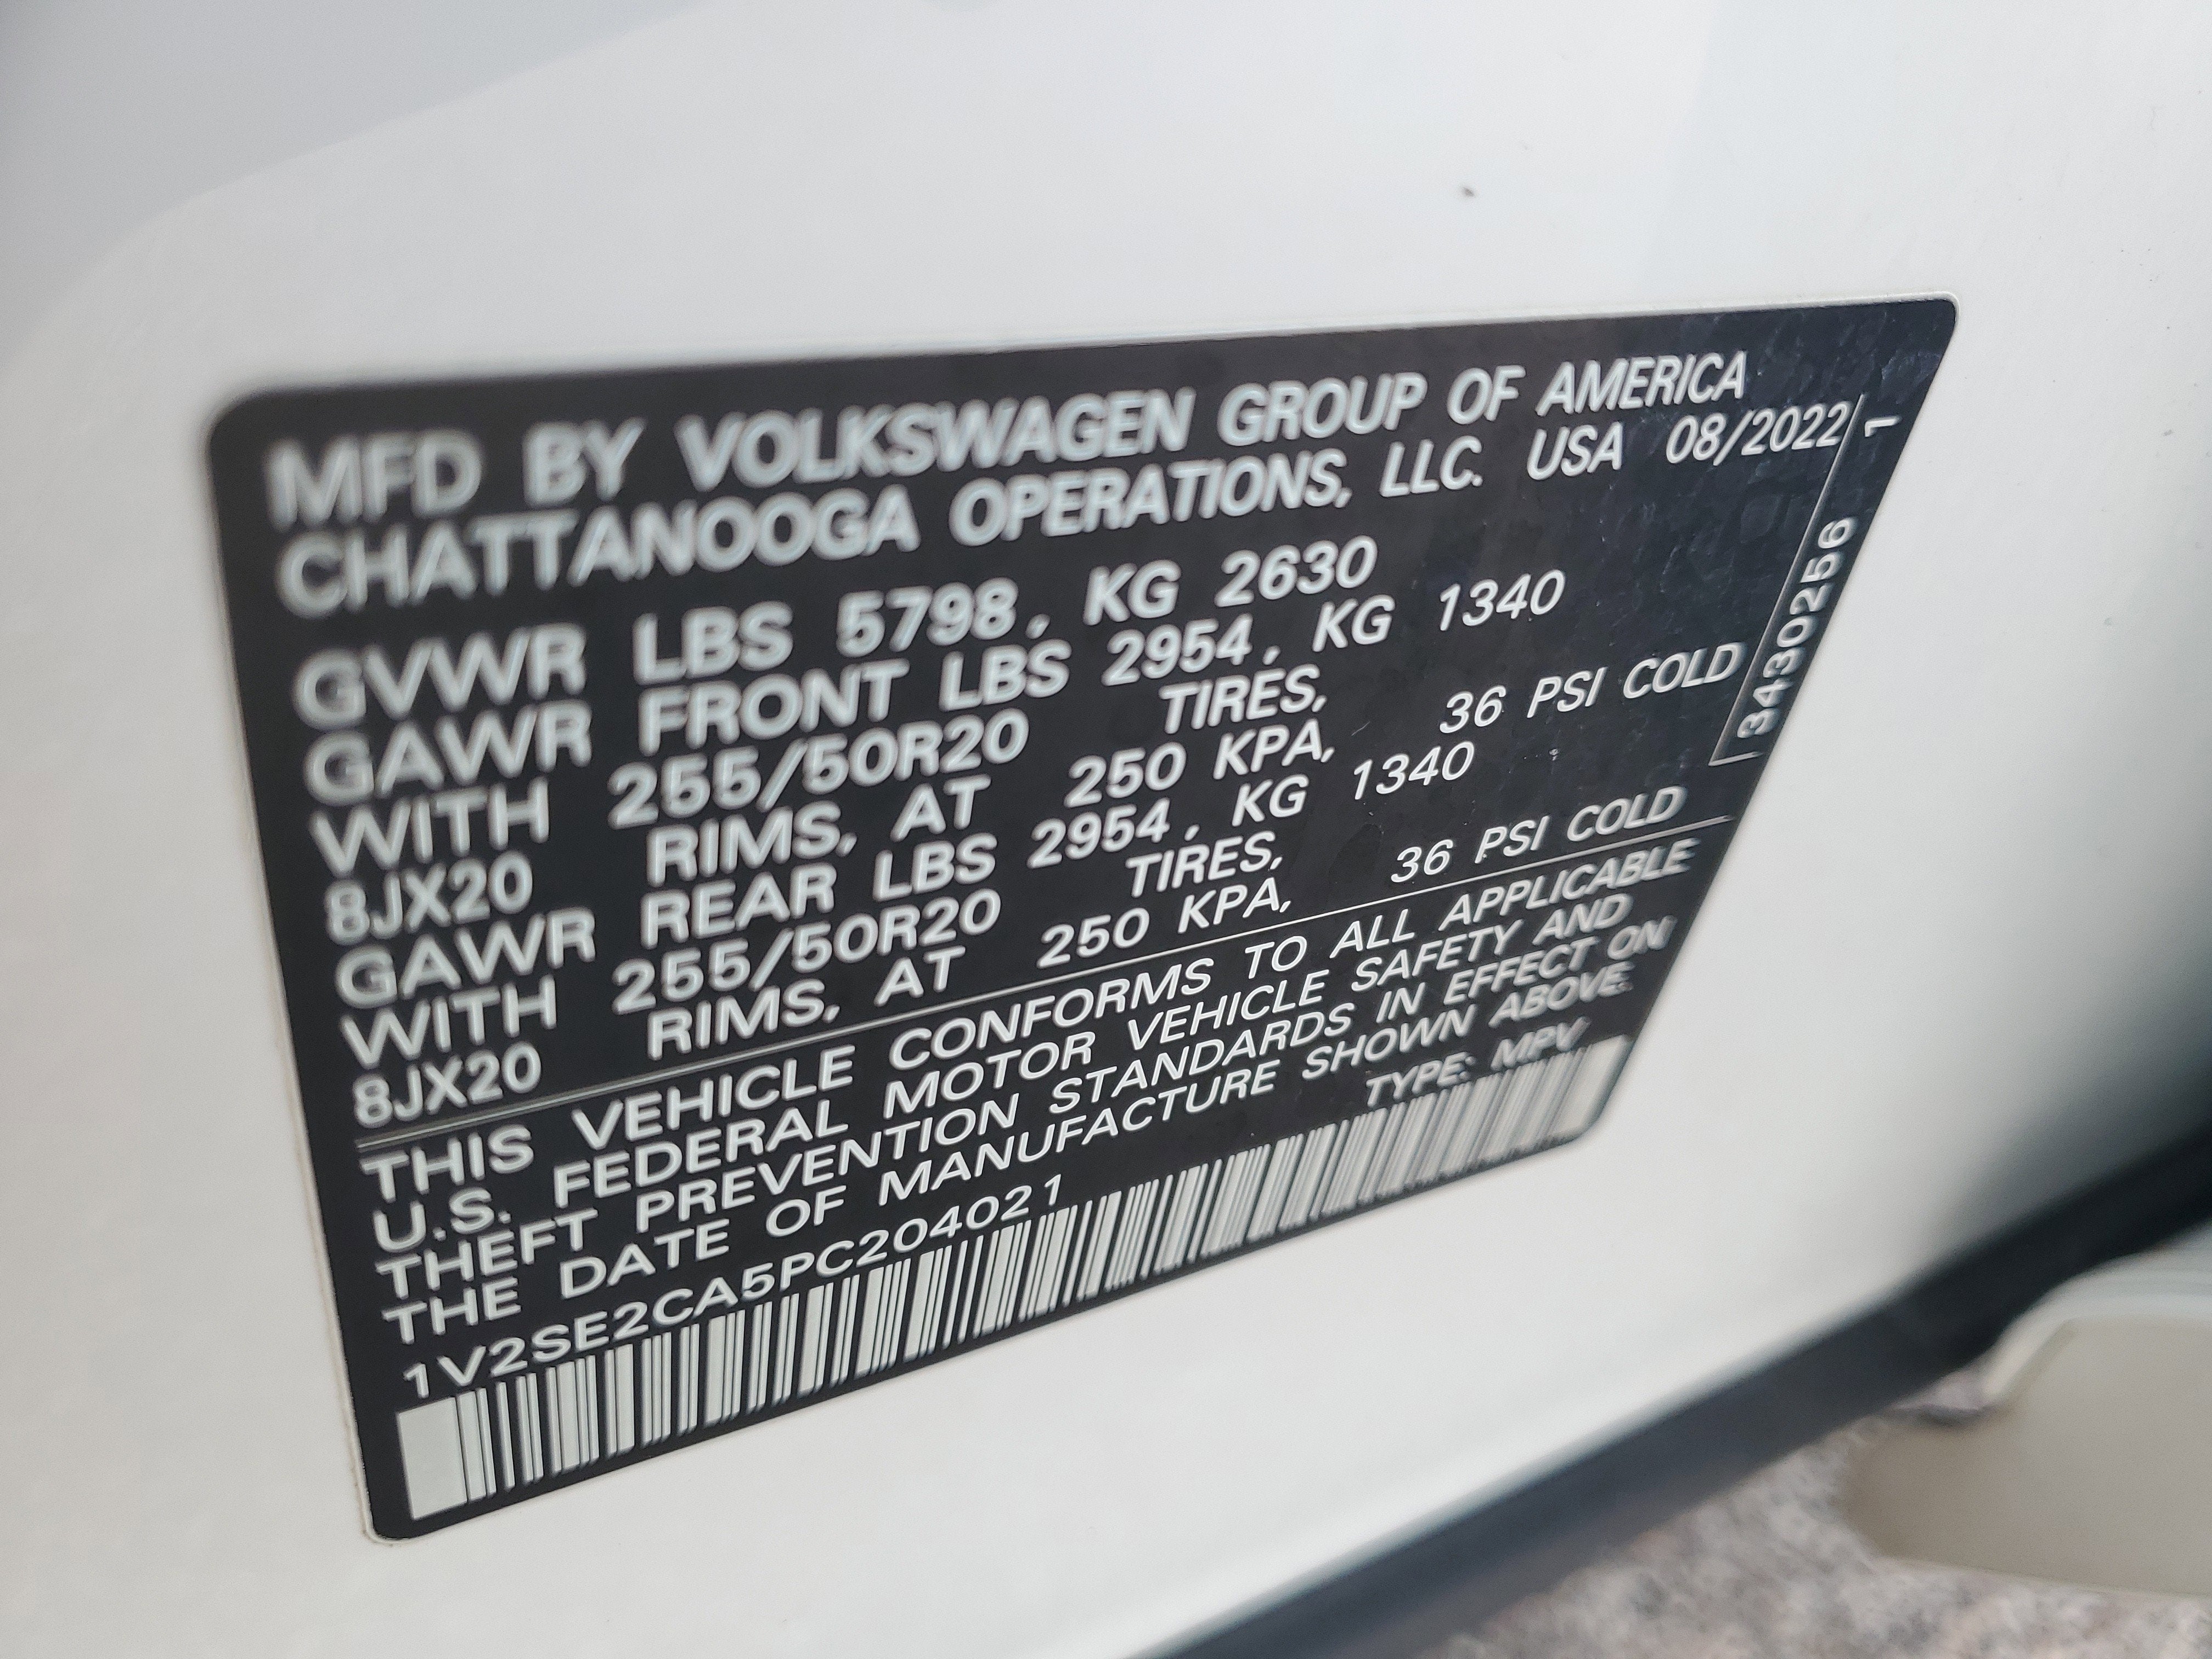 MFD BY VOLKSWAGEN GROUP OF AMERICA
CHATTANOOGA OPERATIONS, LLC. USA 08/2022
GVWR LBS 5798, KG 2630
GAWR FRONT LBS 2954, KG 1340
WITH 255/50R20 TIRES,
8JX20 RIMS, AT 250 KPA, 36 PSI COLD
GAWR REAR LBS 2954, KG 1340
WITH 255/50R20 TIRES,
8JX20 RIMS, AT 250 KPA, 36 PSI COLD
THIS VEHICLE CONFORMS TO ALL APPLICABLE
U.S. FEDERAL MOTOR VEHICLE SAFETY AND
THEFT PREVENTION STANDARDS IN EFFECT ON
THE DATE OF MANUFACTURE SHOWN ABOVE.
1V2SE2CA5PC204021 TYPE: MPV
3430256 1